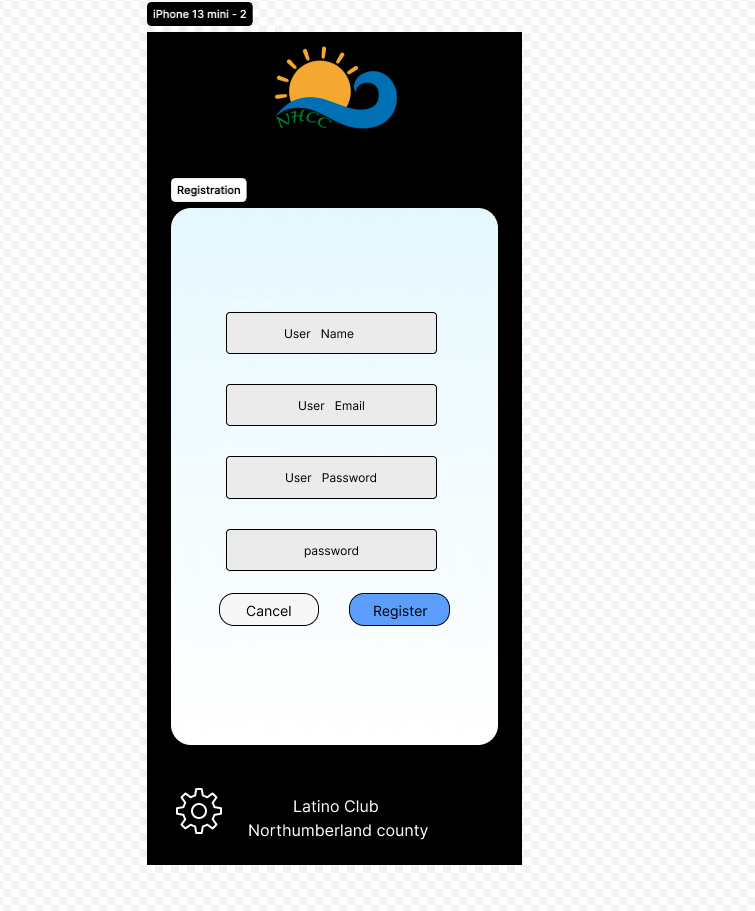 iPhone 13 mini - 2
NHCC
Registration
User Name
User Email
User Password
password
Cancel
Register
Latino Club
Northumberland county